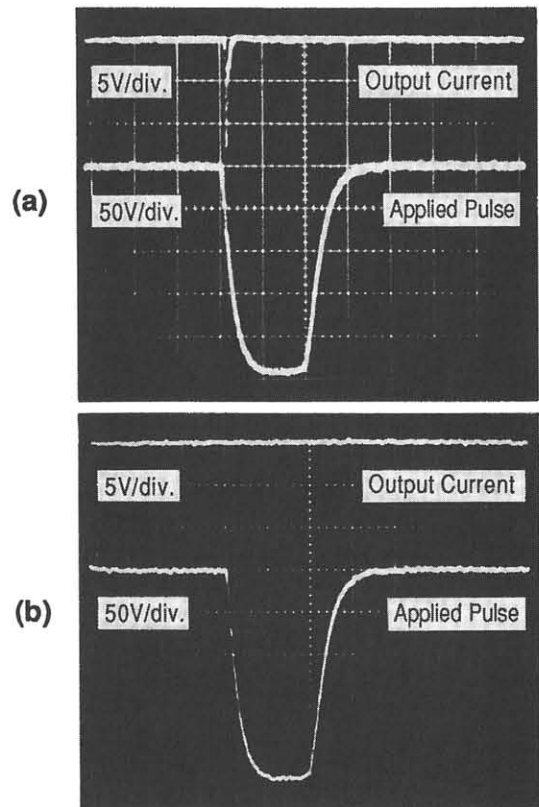 (a)
5V/div.
Output Current
50V/div.
Applied Pulse
(b)
5V/div.
Output Current
50V/div.
Applied Pulse